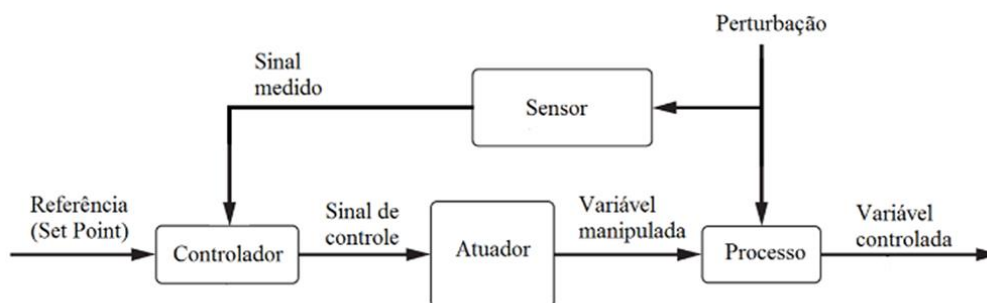 Perturbação
Sinal
medido
Sensor
Referência
(Set Point)
Controlador
Sinal de
controle
Atuador
Variável
manipulada
Processo
Variável
controlada